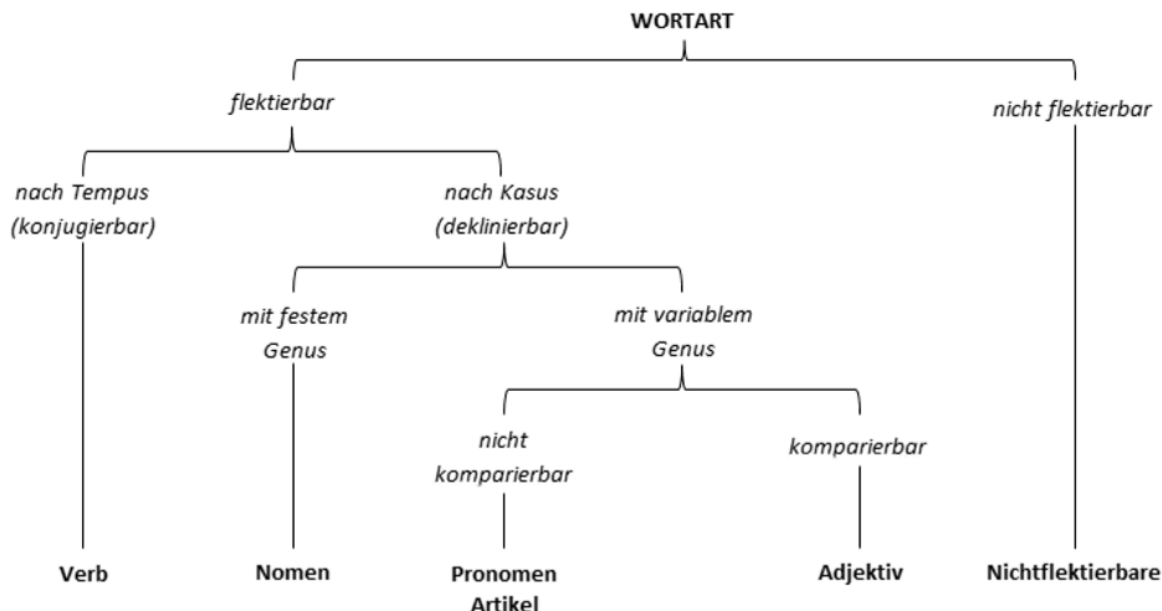 WORTART
flektierbar
nicht flektierbar
nach Tempus
(konjugierbar)
nach Kasus
(deklinierbar)
mit festem
Genus
mit variablem
Genus
nicht
komparierbar
komparierbar
Verb
Nomen
Pronomen
Artikel
Adjektiv
Nichtflektierbare